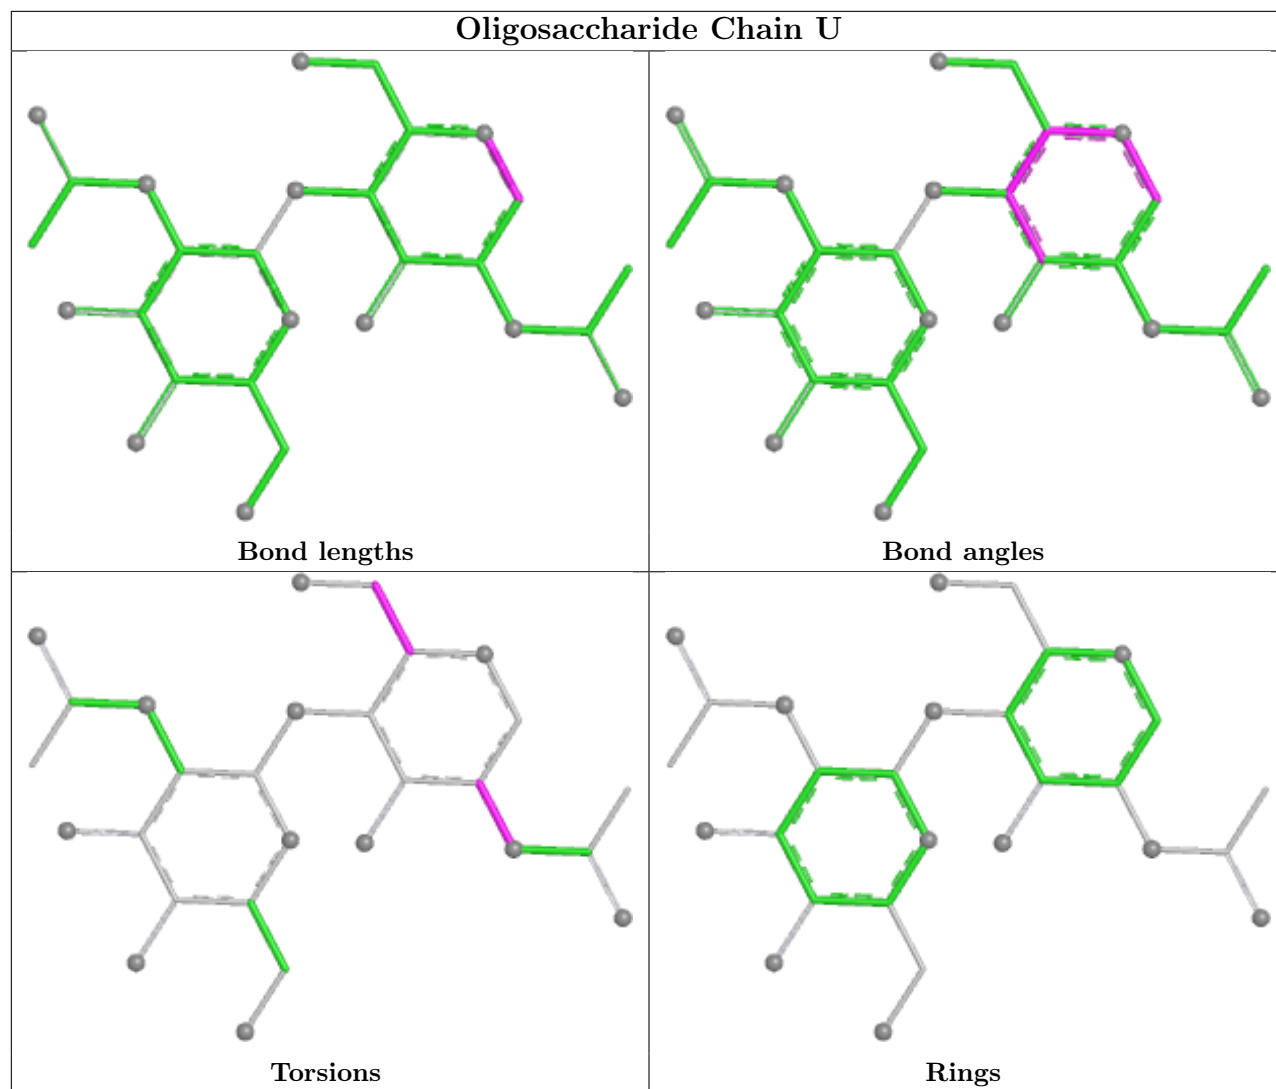 Oligosaccharide Chain U
Bond lengths
Bond angles
Torsions
Rings